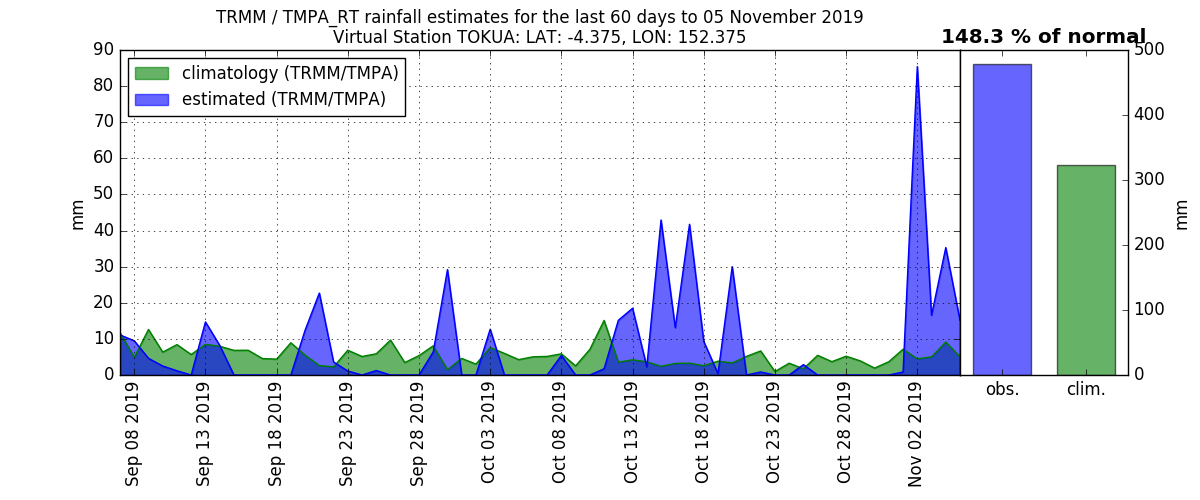 TRMM / TMPA_RT rainfall estimates for the last 60 days to 05 November 2019
Virtual Station TOKUA: LAT: -4.375, LON: 152.375
148.3 % of normal
climatology (TRMM/TMPA)
estimated (TRMM/TMPA)
90
80
70
60
50
40
30
20
10
0
mm
500
400
300
200
100
0
mm
Sep 08 2019
Sep 13 2019
Sep 18 2019
Sep 23 2019
Sep 28 2019
Oct 03 2019
Oct 08 2019
Oct 13 2019
Oct 18 2019
Oct 23 2019
Oct 28 2019
Nov 02 2019
obs.
clim.